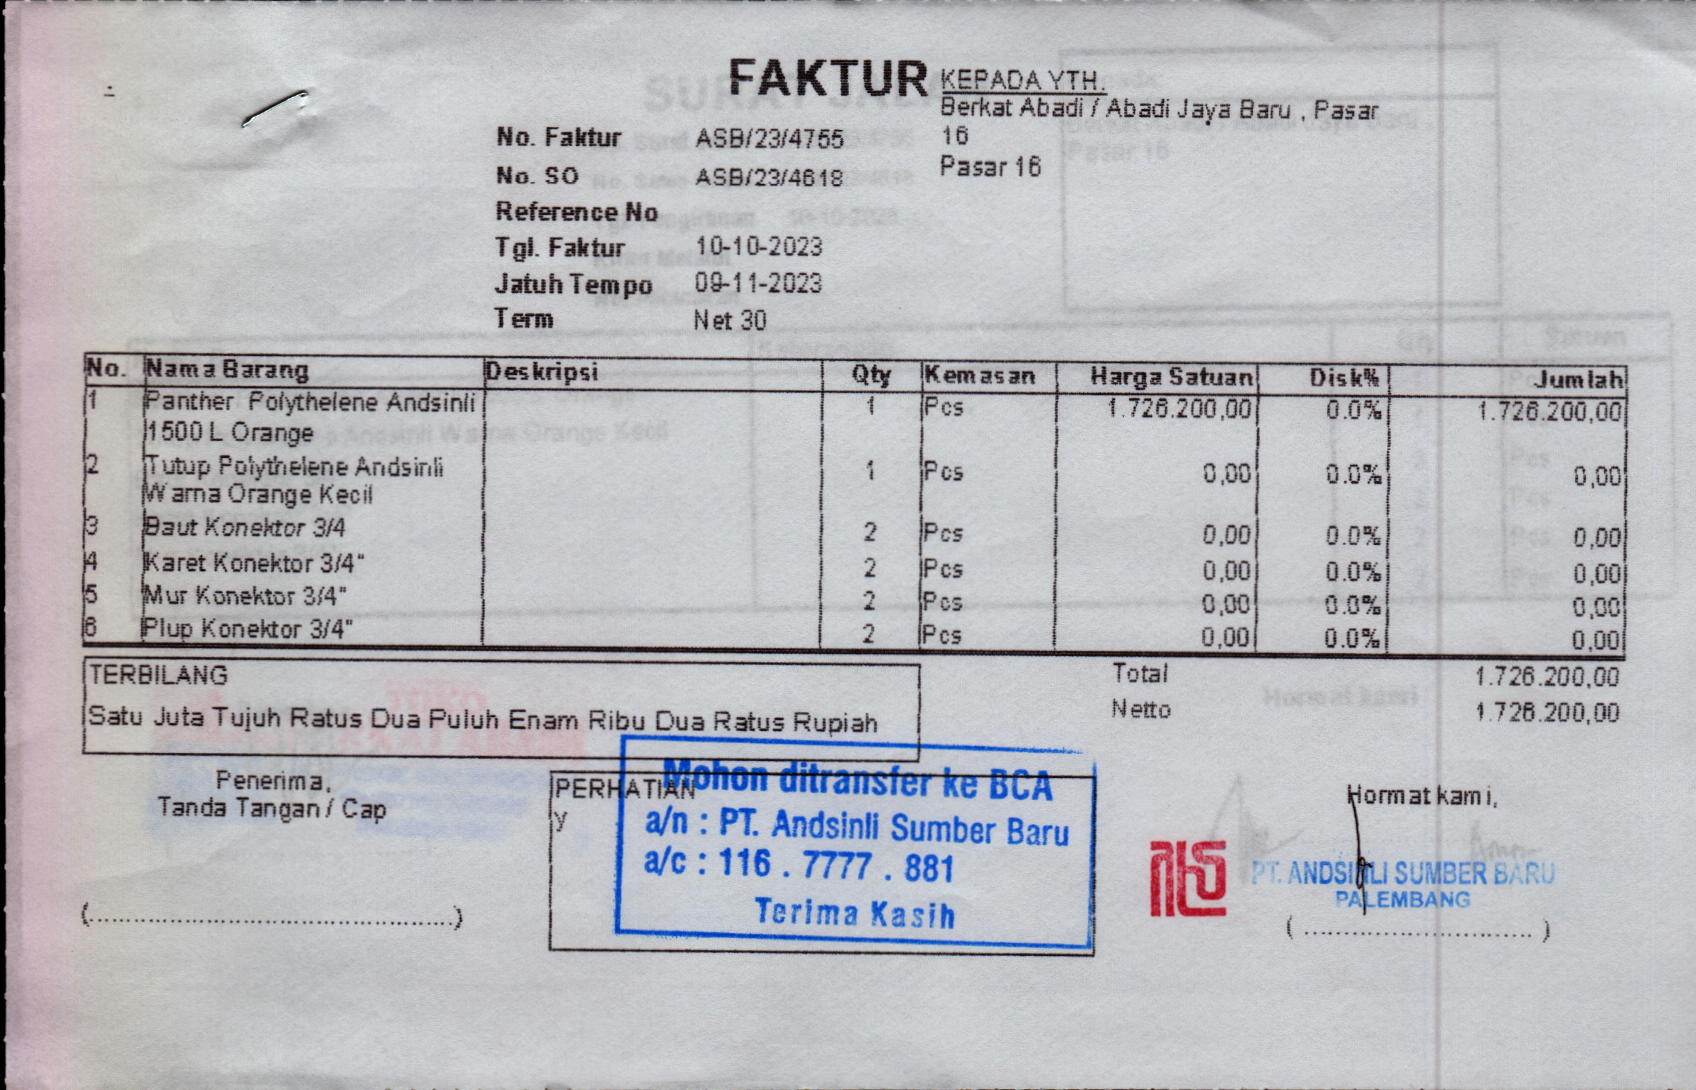 FAKTUR
KEPADA YTH.
Berkat Abadi / Abadi Jaya Baru , Pasar
16
Pasar 16
No. Faktur ASB/23/4755
No. SO ASB/23/4618
Reference No
Tgl. Faktur 10-10-2023
Jatuh Tempo 09-11-2023
Term Net 30
No. Nama Barang Deskripsi Qty Kemasan Harga Satuan Disk% Jumlah
1 Panther Polythelene Andsinli 1 Pcs 1.726.200,00 0.0% 1.726.200,00
1500 L Orange
2 Tutup Polythelene Andsinli 1 Pcs 0,00 0.0% 0,00
Warna Orange Kecil
3 Baut Konektor 3/4 2 Pcs 0,00 0.0% 0,00
4 Karet Konektor 3/4" 2 Pcs 0,00 0.0% 0,00
5 Mur Konektor 3/4" 2 Pcs 0,00 0.0% 0,00
6 Plup Konektor 3/4" 2 Pcs 0,00 0.0% 0,00
TERBILANG
Satu Juta Tujuh Ratus Dua Puluh Enam Ribu Dua Ratus Rupiah
Total 1.726.200,00
Netto 1.726.200,00
Penerima,
Tanda Tangan / Cap
(..................................................)
PERHATIAN
y
Mohon ditransfer ke BCA
a/n : PT. Andsinli Sumber Baru
a/c : 116 . 7777 . 881
Terima Kasih
Hormat kami,
PT. ANDSINLI SUMBER BARU
PALEMBANG
( ............................... )